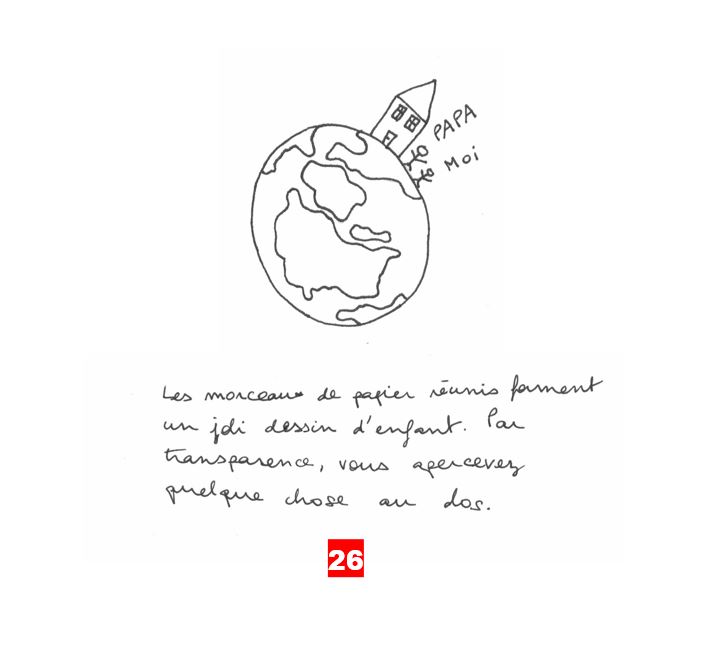 PAPA
Moi
Les morceaux de papier réunis forment
un joli dessin d'enfant. Par
transparence, vous apercevez
quelque chose au dos.
26